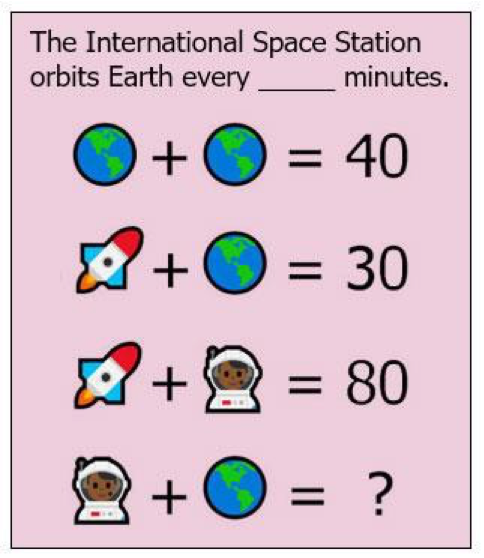 The International Space Station
orbits Earth every _____ minutes.
+ = 40
+ = 30
+ = 80
+ = ?